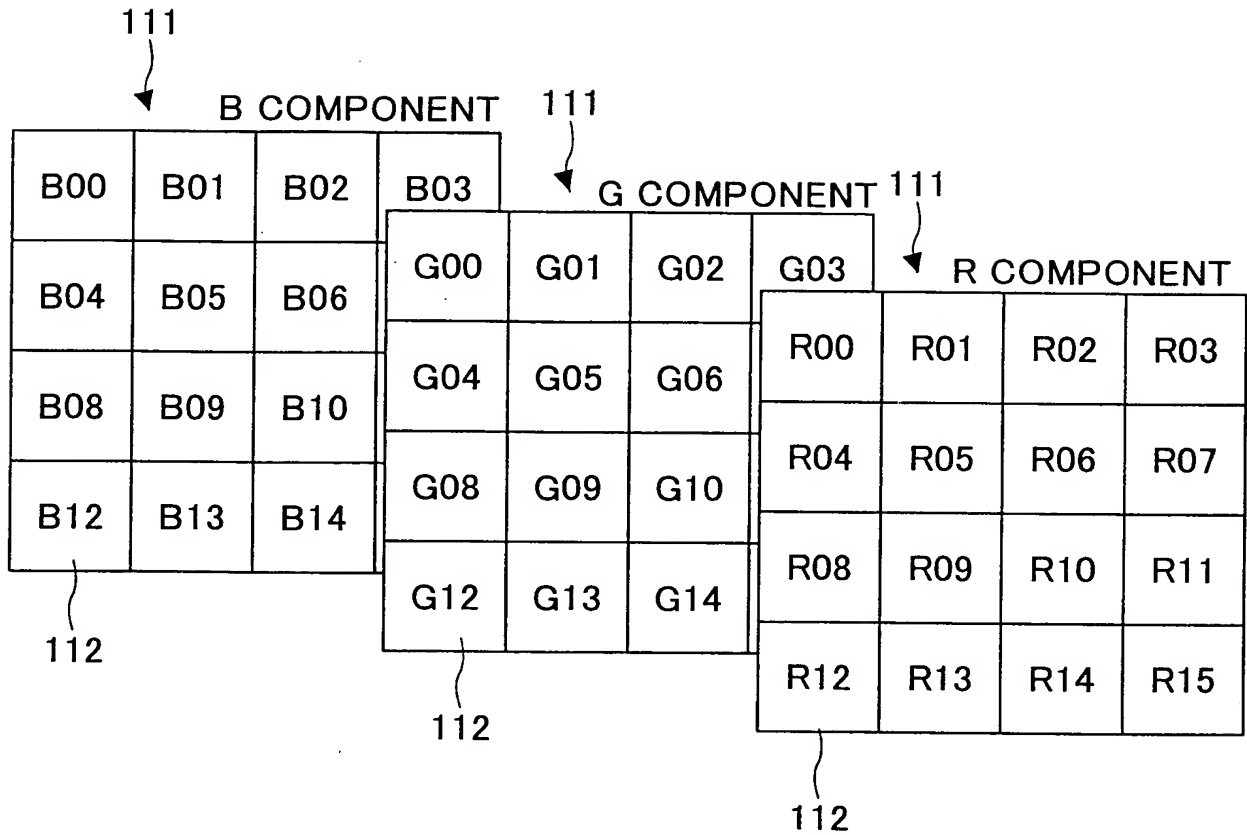 111
B COMPONENT
B00 B01 B02 B03
B04 B05 B06
B08 B09 B10
B12 B13 B14
112
111
G COMPONENT
G00 G01 G02 G03
G04 G05 G06
G08 G09 G10
G12 G13 G14
112
111
R COMPONENT
R00 R01 R02 R03
R04 R05 R06 R07
R08 R09 R10 R11
R12 R13 R14 R15
112